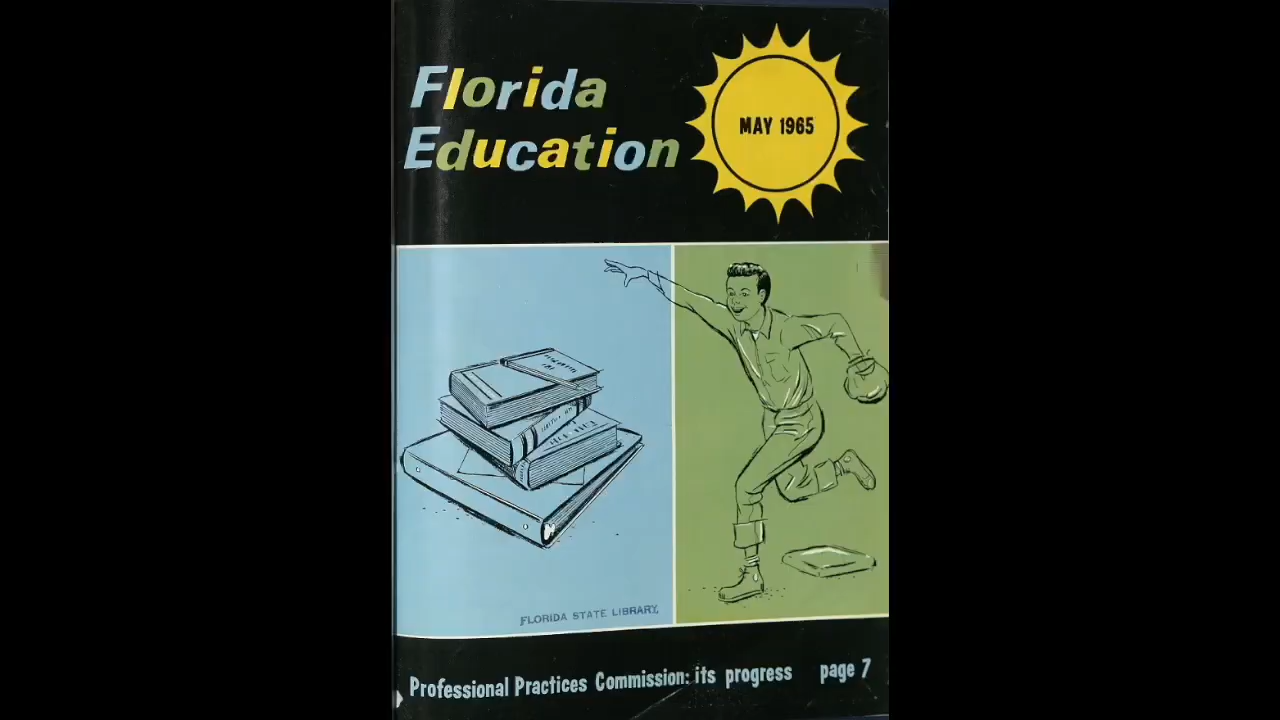 Florida
Education
MAY 1965
FLORIDA STATE LIBRARY.
Professional Practices Commission: its progress page 7